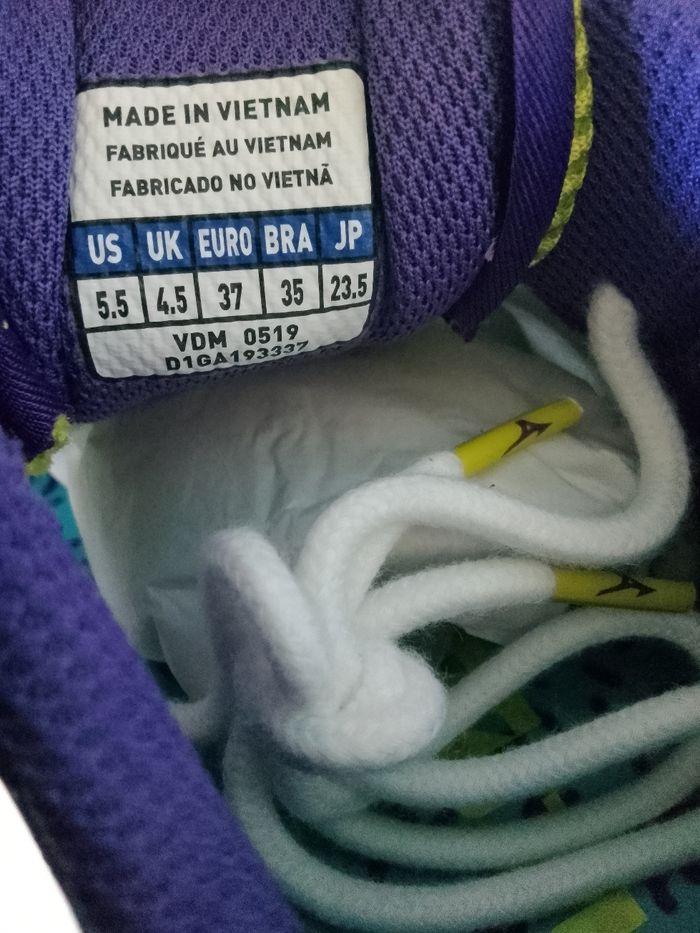 MADE IN VIETNAM
FABRIQUÉ AU VIETNAM
FABRICADO NO VIETNÃ
US UK EURO BRA JP
5.5 4.5 37 35 23.5
VDM 0519
D1GA193337